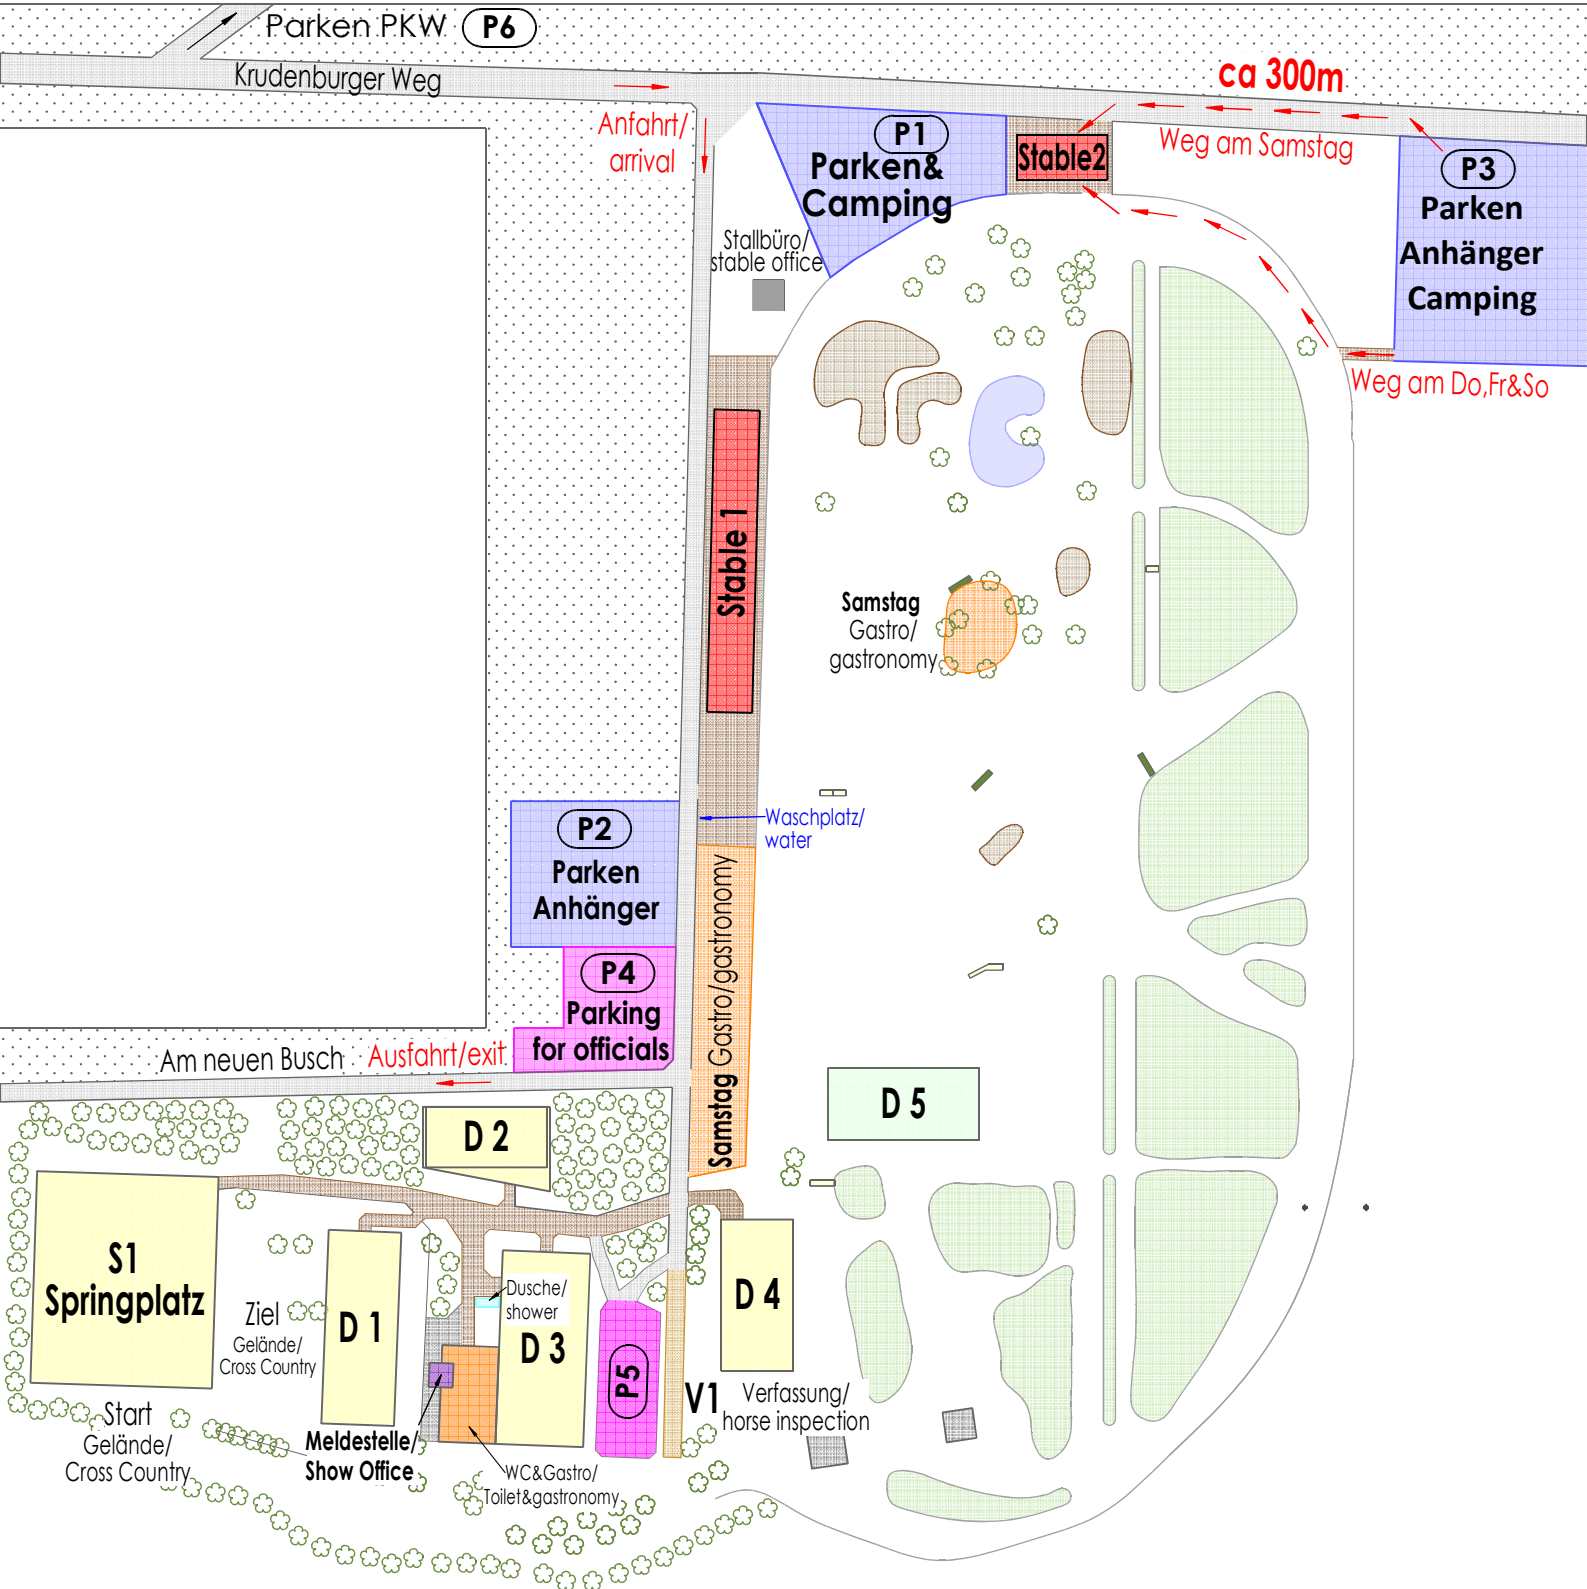 Parken PKW P6
Krudenburger Weg
ca 300m
Anfahrt/
arrival
P1
Parken&
Camping
Stable2
Weg am Samstag
P3
Parken
Anhänger
Camping
Stallbüro/
stable office
Weg am Do,Fr&So
Stable 1
Samstag
Gastro/
gastronomy
P2
Parken
Anhänger
Waschplatz/
water
P4
Parking
for officials
Samstag Gastro/gastronomy
Am neuen Busch
Ausfahrt/exit
D 2
D 5
S1
Springplatz
Ziel
Gelände/
Cross Country
D 1
Dusche/
shower
D 3
P5
D 4
V1
Verfassung/
horse inspection
Start
Gelände/
Cross Country
Meldestelle/
Show Office
WC&Gastro/
Toilet&gastronomy